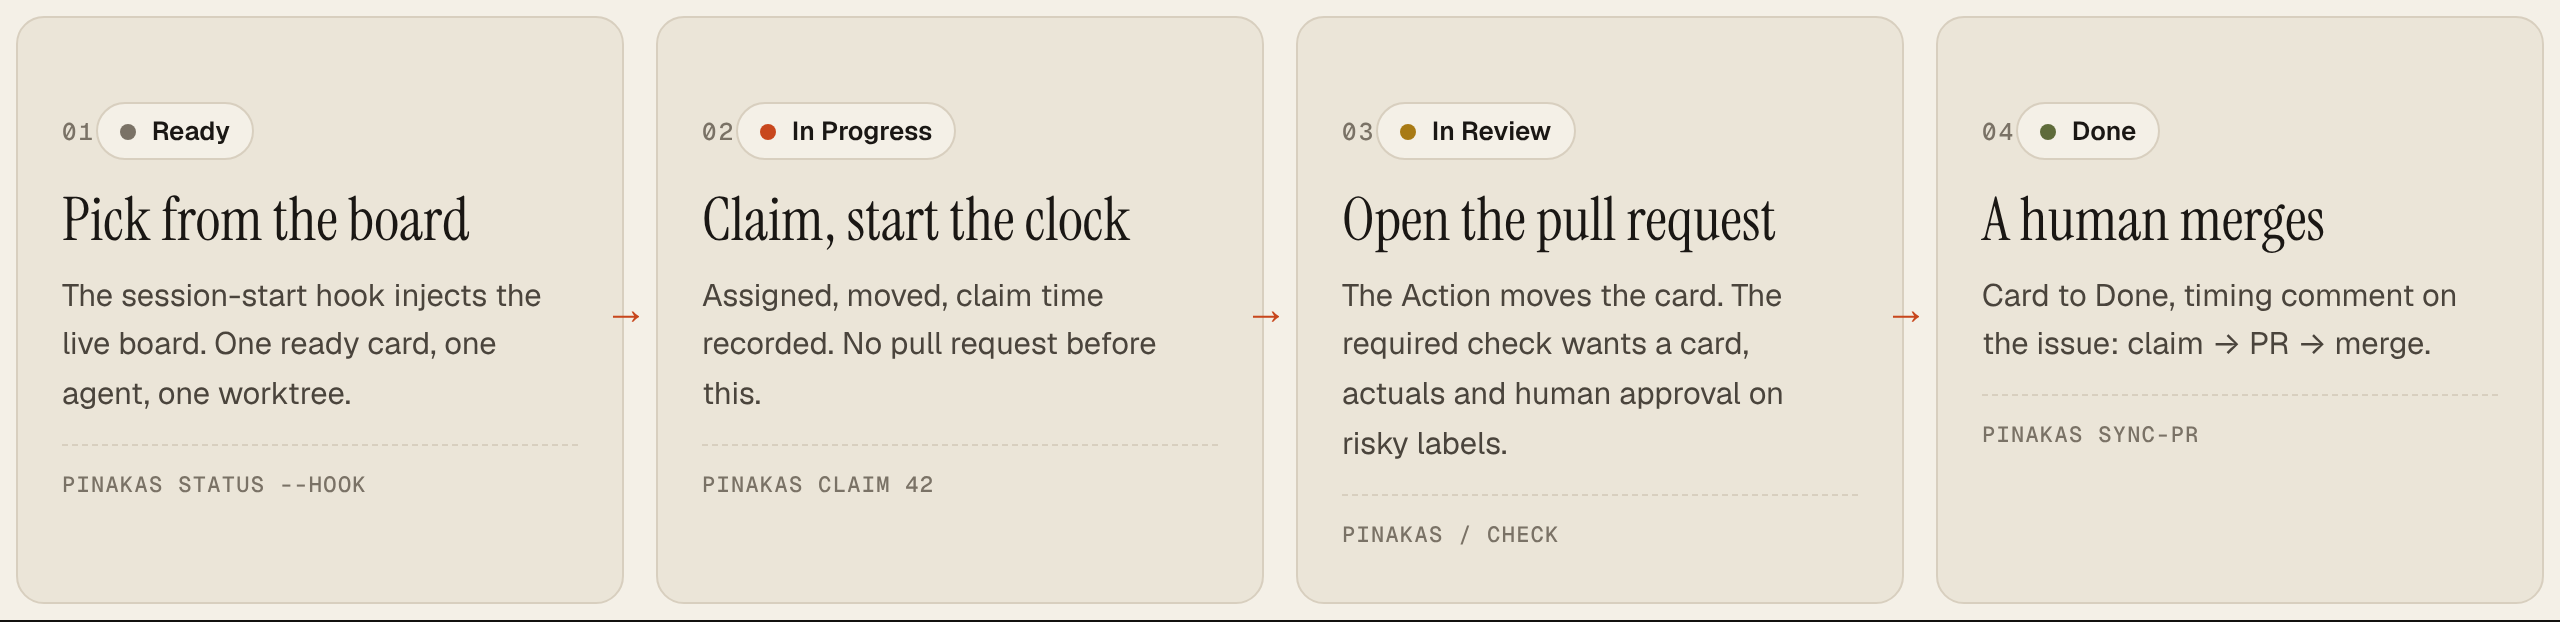 01 Ready
Pick from the board
The session-start hook injects the
live board. One ready card, one
agent, one worktree.
PINAKAS STATUS --HOOK
→
02 In Progress
Claim, start the clock
Assigned, moved, claim time
recorded. No pull request before
this.
PINAKAS CLAIM 42
→
03 In Review
Open the pull request
The Action moves the card. The
required check wants a card,
actuals and human approval on
risky labels.
PINAKAS / CHECK
→
04 Done
A human merges
Card to Done, timing comment on
the issue: claim → PR → merge.
PINAKAS SYNC-PR